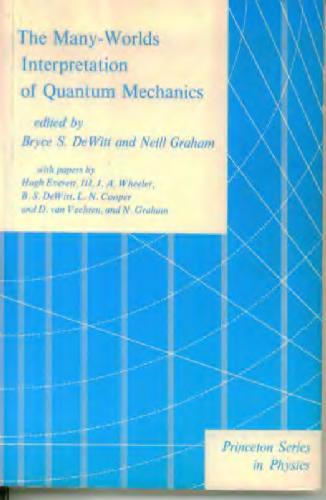 The Many-Worlds
Interpretation
of Quantum Mechanics
edited by
Bryce S. DeWitt and Neill Graham
with papers by
Hugh Everett, III, J. A. Wheeler,
B. S. DeWitt, L. N. Cooper
and D. van Vechten, and N. Graham
Princeton Series
in Physics